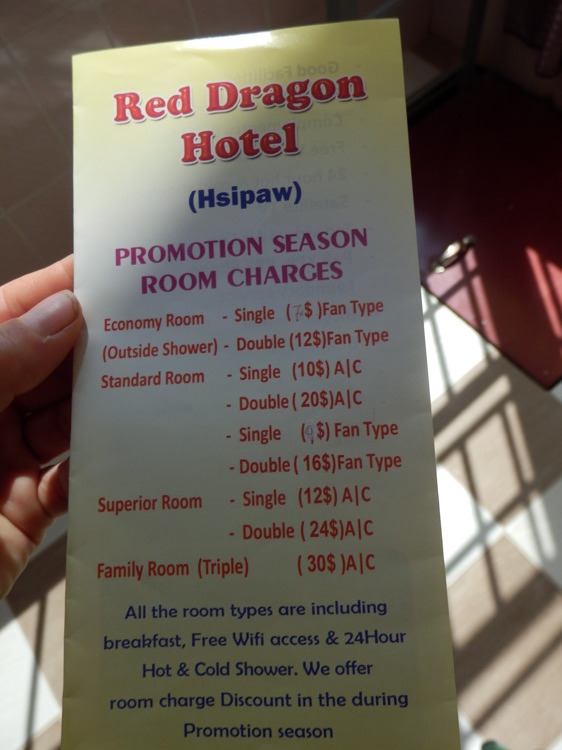 Red Dragon
Hotel
(Hsipaw)
PROMOTION SEASON
ROOM CHARGES
Economy Room - Single (7$ )Fan Type
(Outside Shower) - Double (12$)Fan Type
Standard Room - Single (10$) A|C
- Double ( 20$)A|C
- Single (9$) Fan Type
- Double ( 16$)Fan Type
Superior Room - Single (12$) A|C
- Double ( 24$)A|C
Family Room (Triple) ( 30$ )A|C
All the room types are including
breakfast, Free Wifi access & 24Hour
Hot & Cold Shower. We offer
room charge Discount in the during
Promotion season